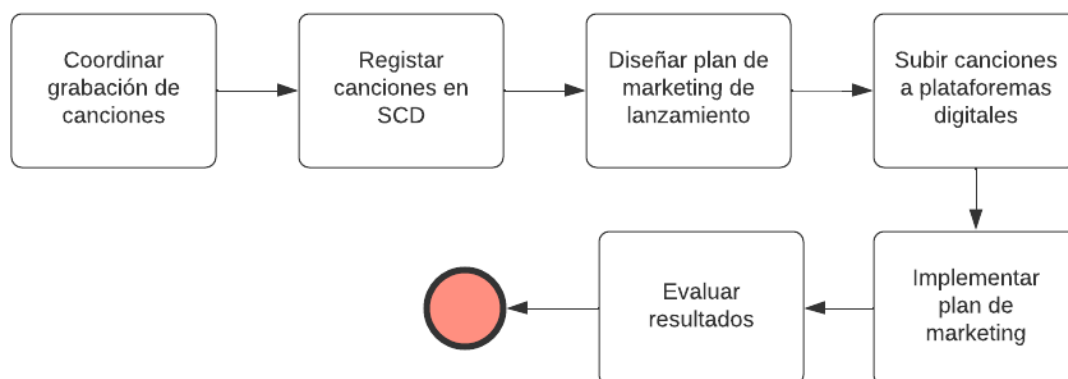 Coordinar
grabación de
canciones
Registar
canciones en
SCD
Diseñar plan de
marketing de
lanzamiento
Subir canciones
a plataforemas
digitales
Implementar
plan de
marketing
Evaluar
resultados